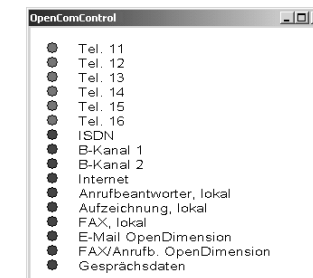 OpenComControl
Tel. 11
Tel. 12
Tel. 13
Tel. 14
Tel. 15
Tel. 16
ISDN
B-Kanal 1
B-Kanal 2
Internet
Anrufbeantworter, lokal
Aufzeichnung, lokal
FAX, lokal
E-Mail OpenDimension
FAX/Anrufb. OpenDimension
Gesprächsdaten